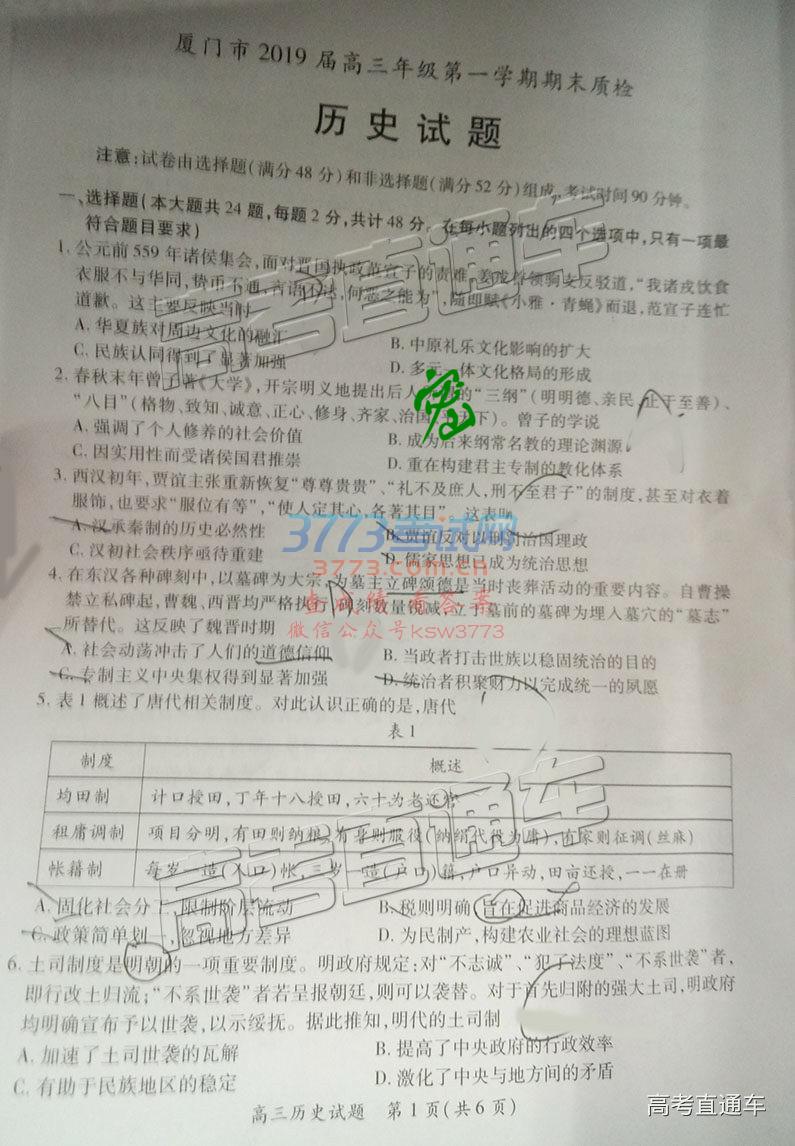 厦门市2019届高三年级第一学期期末质检
历史试题
注意:试卷由选择题(满分48分)和非选择题(满分52分)组成,考试时间90分钟。
一、选择题(本大题共24题,每题2分,共计48分。在每小题列出的四个选项中,只有一项最
符合题目要求)
1. 公元前559年诸侯集会,面对晋国执政范宣子的责难,姜戎首领驹支反驳道,“我诸戎饮食
衣服不与华同,贽币不通,言语不达,何恶之能为”,随即赋《小雅·青蝇》而退,范宣子连忙
道歉。这主要反映当时
A. 华夏族对周边文化的融汇
B. 中原礼乐文化影响的扩大
C. 民族认同得到了显著加强
D. 多元一体文化格局的形成
2. 春秋末年曾子著《大学》,开宗明义地提出后人 的“三纲”(明明德、亲民、止于至善)、
“八目”(格物、致知、诚意、正心、修身、齐家、治国、 天下)。曾子的学说
A. 强调了个人修养的社会价值
B. 成为后来纲常名教的理论渊源
C. 因实用性而受诸侯国君推崇
D. 重在构建君主专制的教化体系
3. 西汉初年,贾谊主张重新恢复“尊尊贵贵”、“礼不及庶人,刑不至君子”的制度,甚至对衣着
服饰,也要求“服位有等”,“使人定其心,各著其目”。这表明
A. 汉承秦制的历史必然性
B. 贾谊反对以刑罚治国理政
C. 汉初社会秩序亟待重建
D. 儒家思想已成为统治思想
3773考试网
3773.com.cn
查成绩 看答案
微信公众号ksw3773
4. 在东汉各种碑刻中,以墓碑为大宗,为墓主立碑颂德是当时丧葬活动的重要内容。自曹操
禁立私碑起,曹魏、西晋均严格执行,碑刻数量锐减,立于墓前的墓碑为埋入墓穴的“墓志”
所替代。这反映了魏晋时期
A. 社会动荡冲击了人们的道德信仰
B. 当政者打击世族以稳固统治的目的
C. 专制主义中央集权得到显著加强
D. 统治者积聚财力以完成统一的夙愿
5. 表1概述了唐代相关制度。对此认识正确的是,唐代
表1
制度 概述
均田制 计口授田,丁年十八授田,六十为老还官
租庸调制 项目分明,有田则纳租,有身则服役(纳绢代役为庸),有家则征调(丝麻)
帐籍制 每岁一造(人口)帐,三岁一造(户口)籍,户口异动,田亩还授,一一在册
A. 固化社会分工,限制阶层流动
B. 税则明确,旨在促进商品经济的发展
C. 政策简单划一,忽视地方差异
D. 为民制产,构建农业社会的理想蓝图
6. 土司制度是明朝的一项重要制度。明政府规定:对“不志诚”、“犯了法度”、“不系世袭”者,
即行改土归流;“不系世袭”者若呈报朝廷,则可以袭替。对于首先归附的强大土司,明政府
均明确宣布予以世袭,以示绥抚。据此推知,明代的土司制
A. 加速了土司世袭的瓦解
B. 提高了中央政府的行政效率
C. 有助于民族地区的稳定
D. 激化了中央与地方间的矛盾
高三历史试题 第1页(共6页)
高考直通车
高考直通车
高考直通车